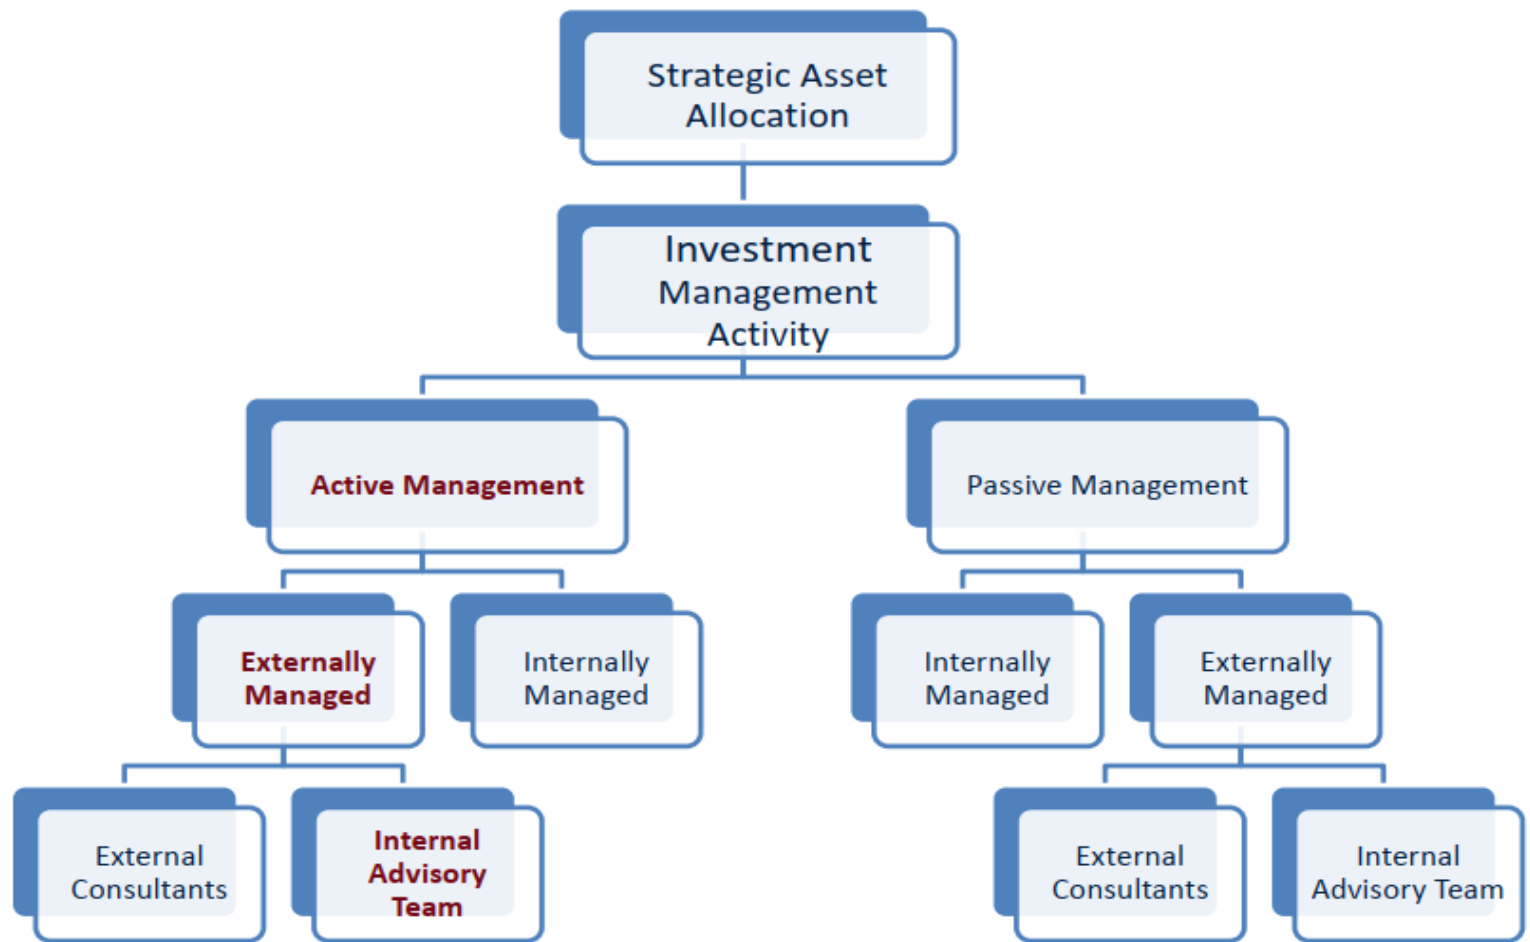 Strategic Asset
Allocation
Investment
Management
Activity
Active Management
Passive Management
Externally
Managed
Internally
Managed
Internally
Managed
Externally
Managed
External
Consultants
Internal
Advisory
Team
External
Consultants
Internal
Advisory Team